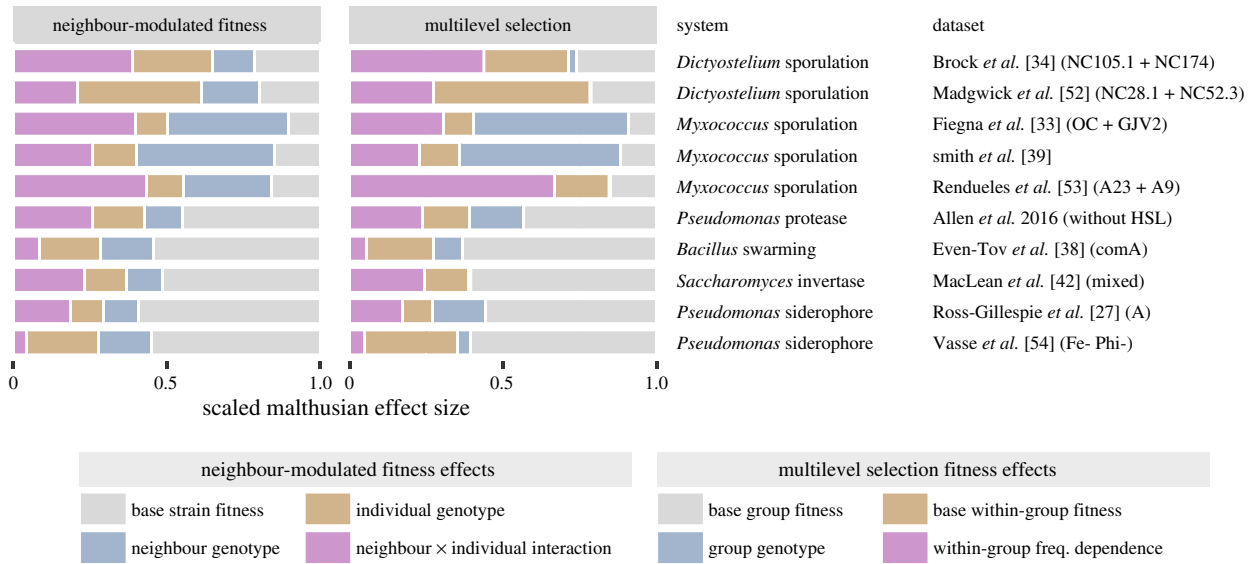 neighbour-modulated fitness
multilevel selection
system
dataset
Dictyostelium sporulation
Brock et al. [34] (NC105.1 + NC174)
Dictyostelium sporulation
Madgwick et al. [52] (NC28.1 + NC52.3)
Myxococcus sporulation
Fiegna et al. [33] (OC + GJV2)
Myxococcus sporulation
smith et al. [39]
Myxococcus sporulation
Rendueles et al. [53] (A23 + A9)
Pseudomonas protease
Allen et al. 2016 (without HSL)
Bacillus swarming
Even-Tov et al. [38] (comA)
Saccharomyces invertase
MacLean et al. [42] (mixed)
Pseudomonas siderophore
Ross-Gillespie et al. [27] (A)
Pseudomonas siderophore
Vasse et al. [54] (Fe- Phi-)
0
0.5
1.0
0
0.5
1.0
scaled malthusian effect size
neighbour-modulated fitness effects
base strain fitness
individual genotype
neighbour genotype
neighbour × individual interaction
multilevel selection fitness effects
base group fitness
base within-group fitness
group genotype
within-group freq. dependence